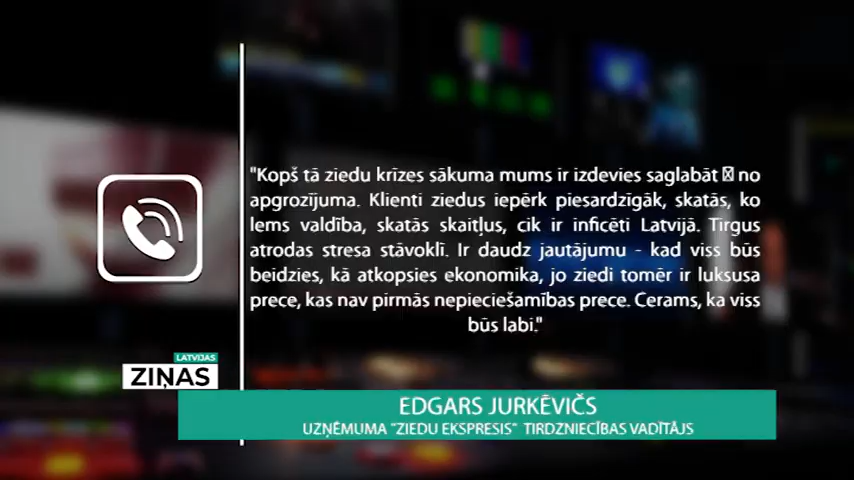 "Kopš tā ziedu krīzes sākuma mums ir izdevies saglabāt no
apgrozījuma. Klienti ziedus iepērk piesardzīgāk, skatās, ko
lems valdība, skatās skaitļus, cik ir inficēti Latvijā. Tirgus
atrodas stresa stāvoklī. Ir daudz jautājumu - kad viss būs
beidzies, kā atkopsies ekonomika, jo ziedi tomēr ir luksusa
prece, kas nav pirmās nepieciešamības prece. Cerams, ka viss
būs labi."
LATVIJAS
ZIŅAS
EDGARS JURKĒVIČS
UZŅĒMUMA "ZIEDU EKSPRESIS" TIRDZNIECĪBAS VADĪTĀJS